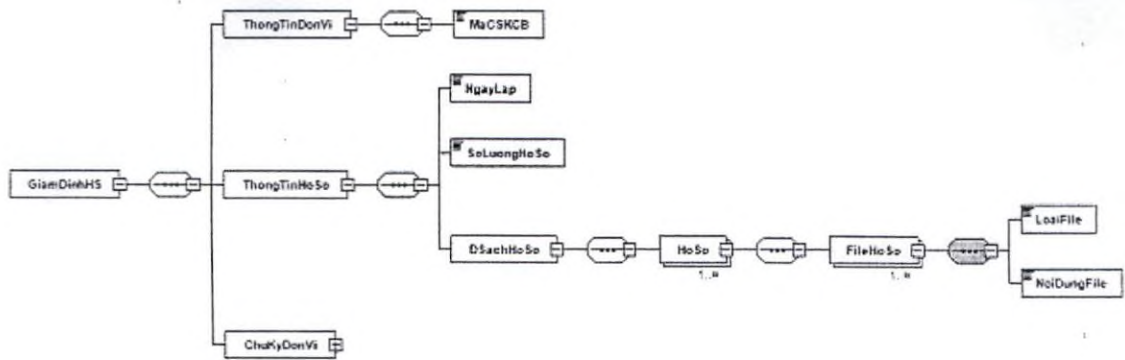 ThongTinDonVi
MaCSKCB
NgayLap
SoLuongHoSo
GiamDinhHS
ThongTinHoSo
DSachHoSo
HoSo
1..∞
FileHoSo
1..∞
LoaiFile
NoiDungFile
ChuKyDonVi